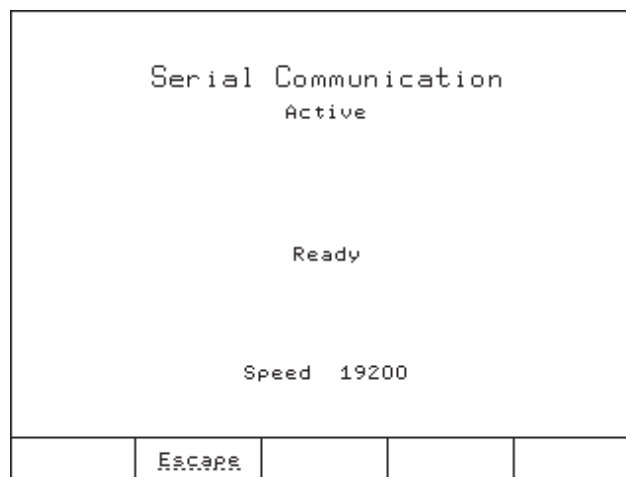 Serial Communication
Active
Ready
Speed 19200
Escape